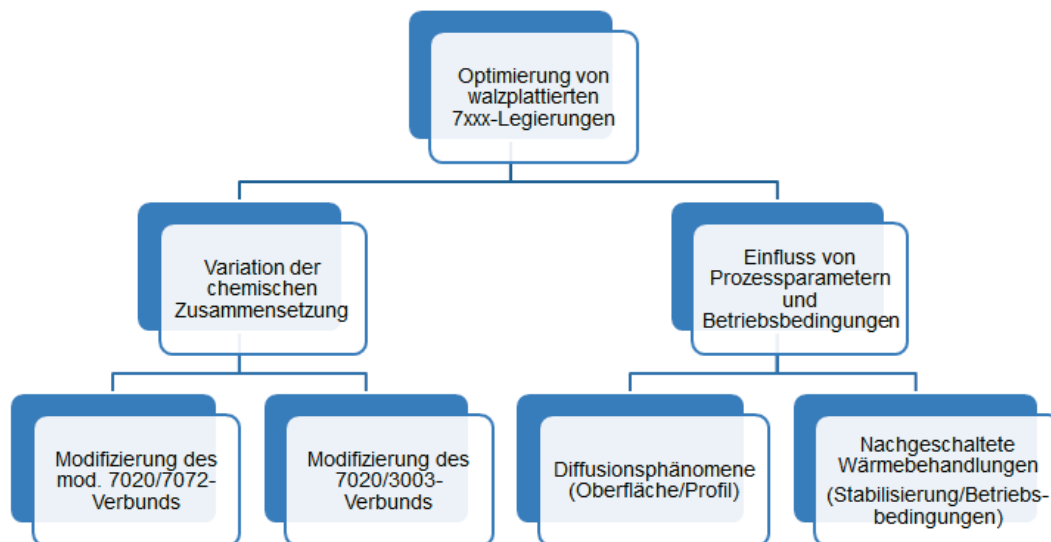 Optimierung von
walzplattierten
7xxx-Legierungen
Variation der
chemischen
Zusammensetzung
Einfluss von
Prozessparametern
und
Betriebsbedingungen
Modifizierung des
mod. 7020/7072-
Verbunds
Modifizierung des
7020/3003-
Verbunds
Diffusionsphänomene
(Oberfläche/Profil)
Nachgeschaltete
Wärmebehandlungen
(Stabilisierung/Betriebs-
bedingungen)